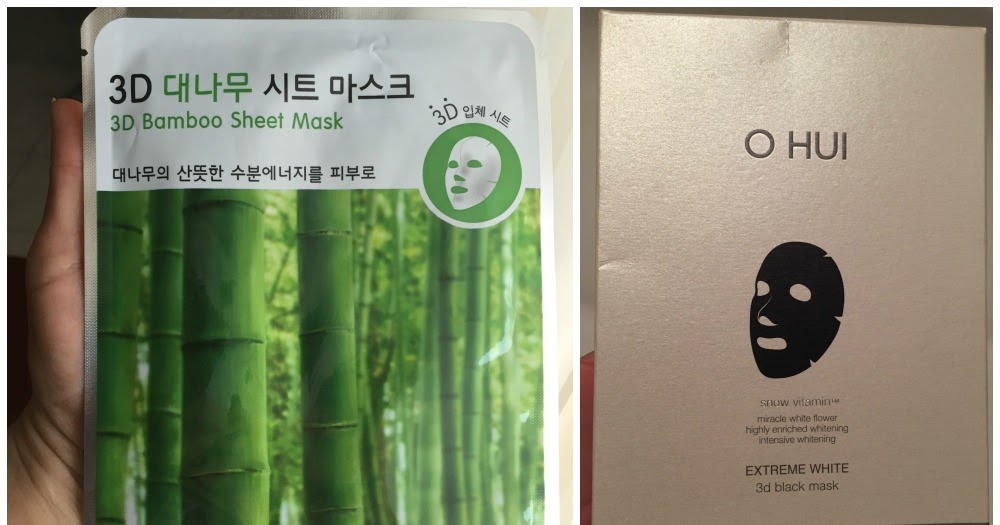 3D 대나무 시트 마스크
3D Bamboo Sheet Mask
3D 입체 시트
대나무의 산뜻한 수분에너지를 피부로
O HUI
snow vitamin™
miracle white flower
highly enriched whitening
intensive whitening
EXTREME WHITE
3d black mask